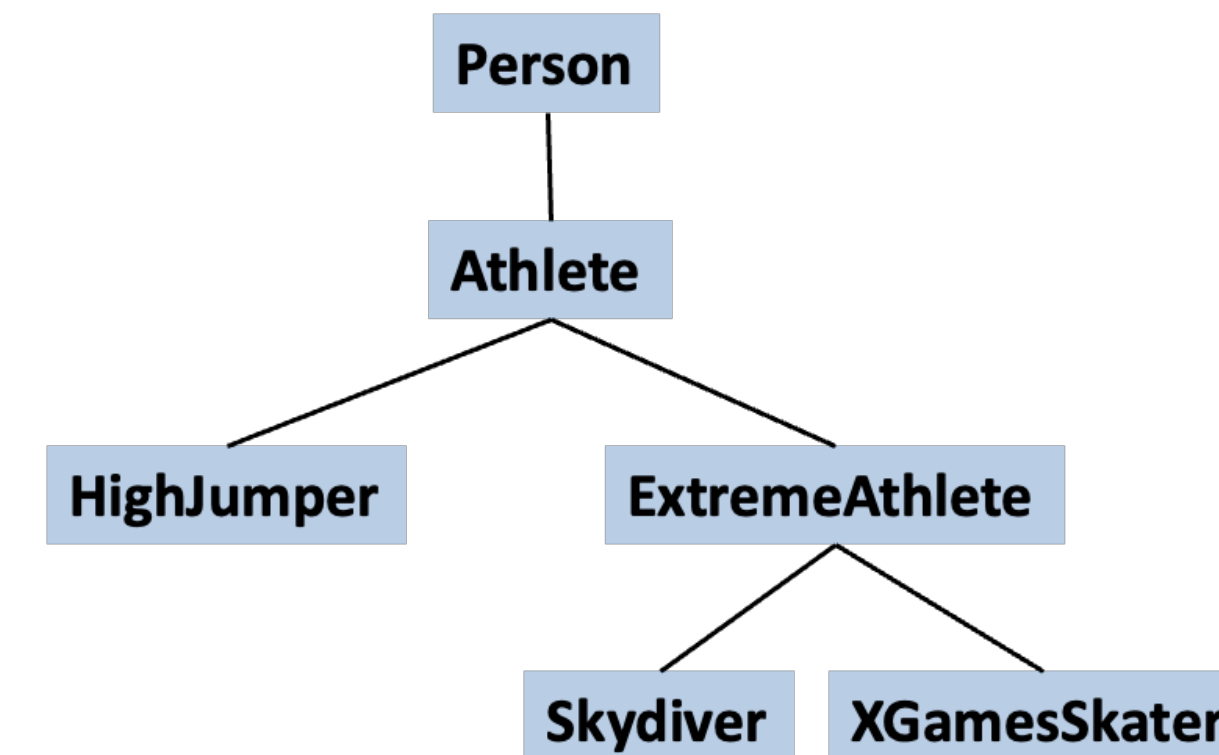 Person
Athlete
HighJumper
ExtremeAthlete
Skydiver
XGamesSkater